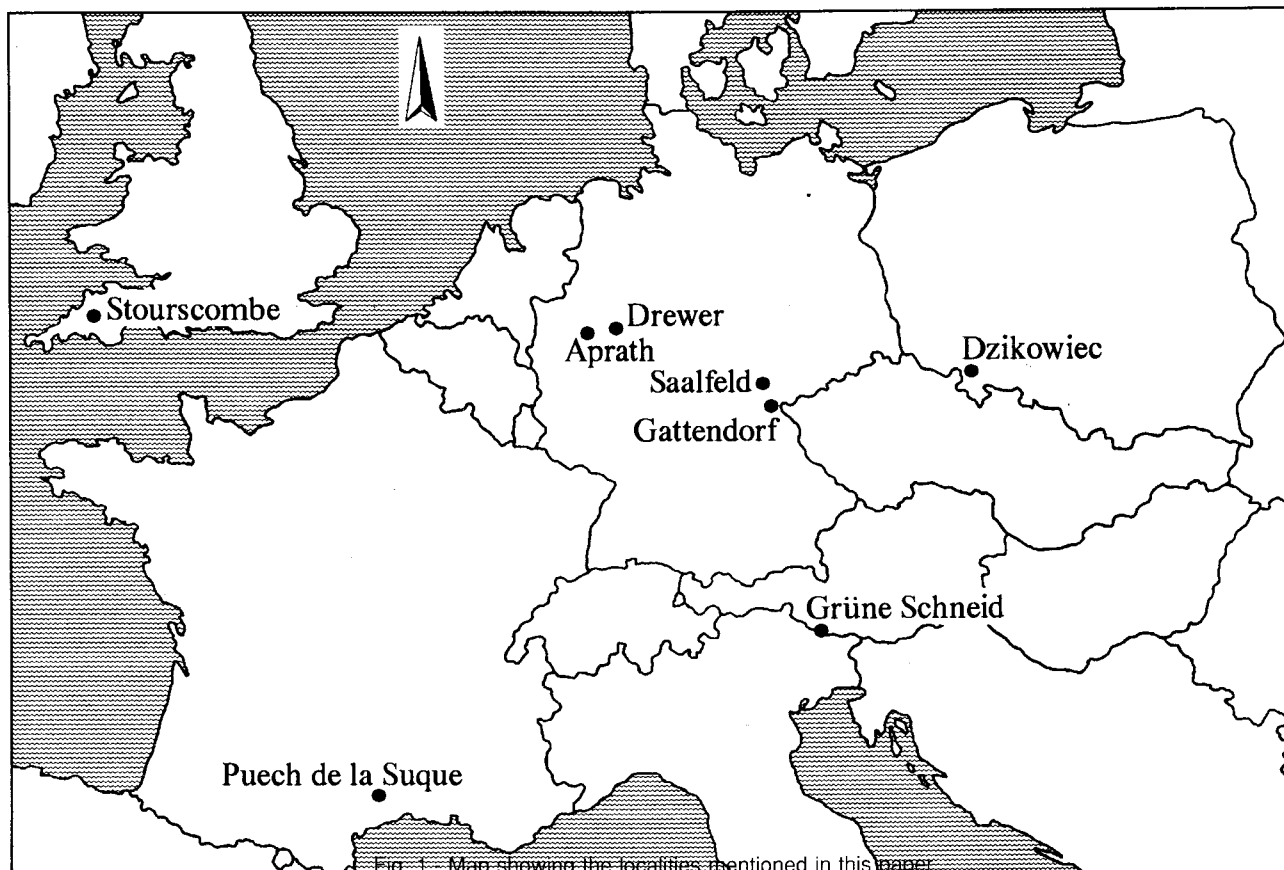 Stourscombe
Drewer
Aprath
Dzikowiec
Saalfeld
Gattendorf
Grüne Schneid
Puech de la Suque
Fig. 1 - Map showing the localities mentioned in this paper